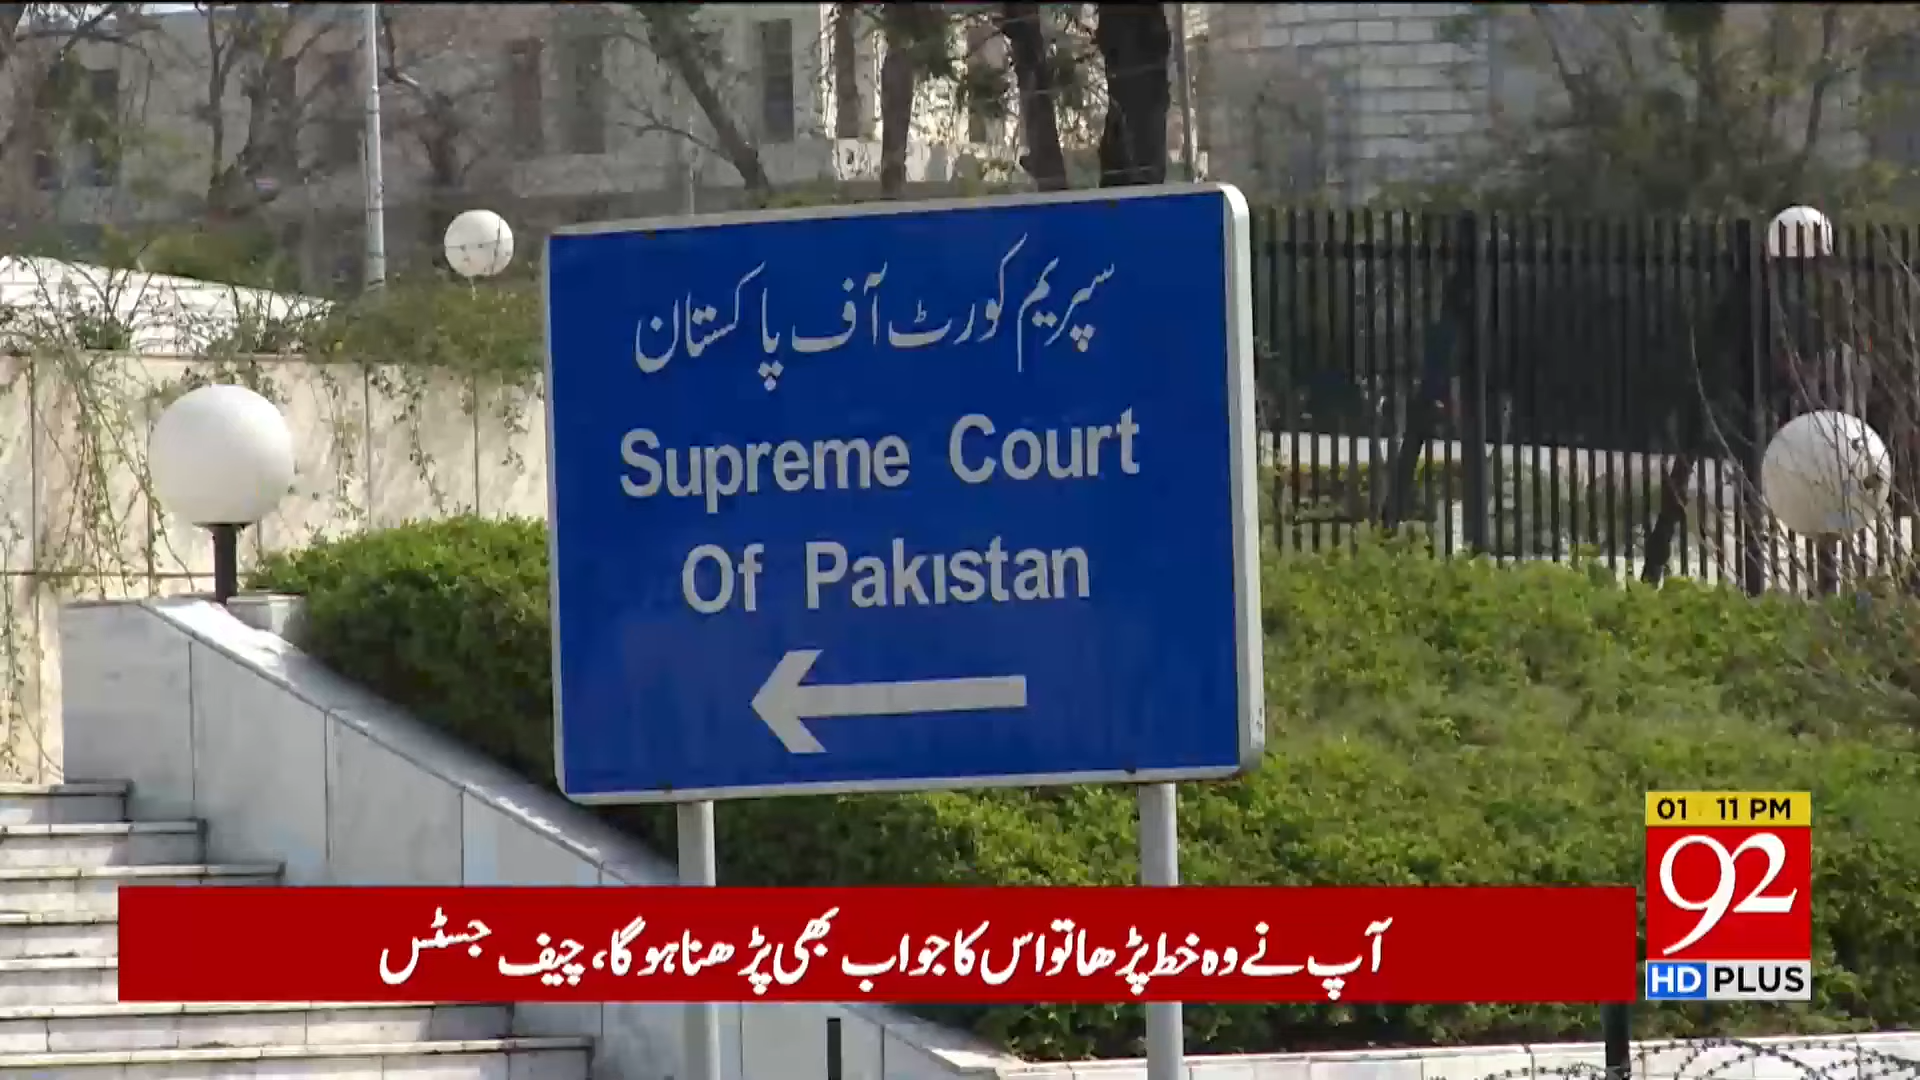 سپریم کورٹ آف پاکستان
Supreme Court
Of Pakistan
01 11 PM
92
HD PLUS
آپ نے وہ خط پڑھا تو اس کا جواب بھی پڑھنا ہو گا، چیف جسٹس